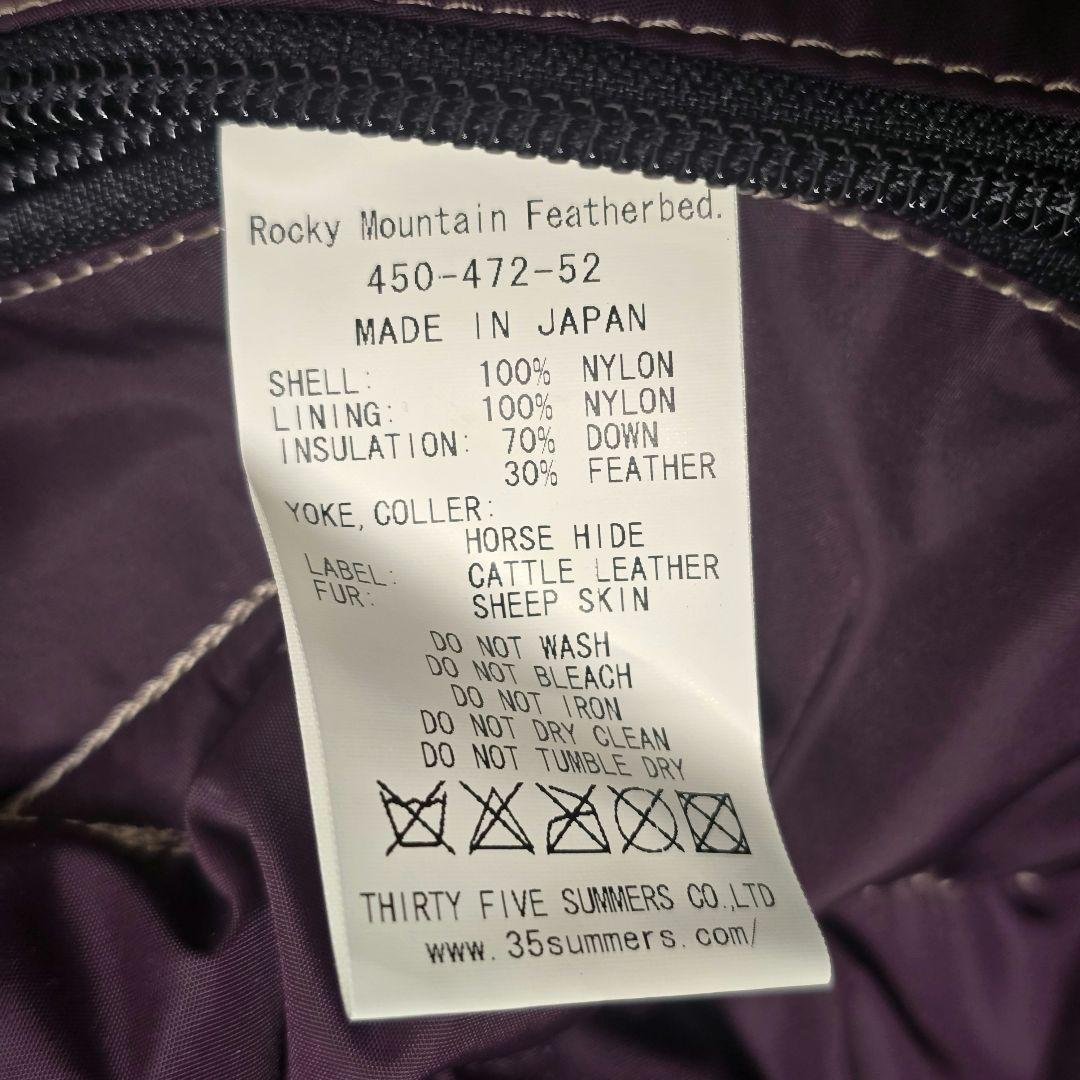 Rocky Mountain Featherbed.
450-472-52
MADE IN JAPAN
SHELL: 100% NYLON
LINING: 100% NYLON
INSULATION: 70% DOWN
30% FEATHER
YOKE, COLLER:
HORSE HIDE
LABEL: CATTLE LEATHER
FUR: SHEEP SKIN
DO NOT WASH
DO NOT BLEACH
DO NOT IRON
DO NOT DRY CLEAN
DO NOT TUMBLE DRY
THIRTY FIVE SUMMERS CO.,LTD
www.35summers.com/